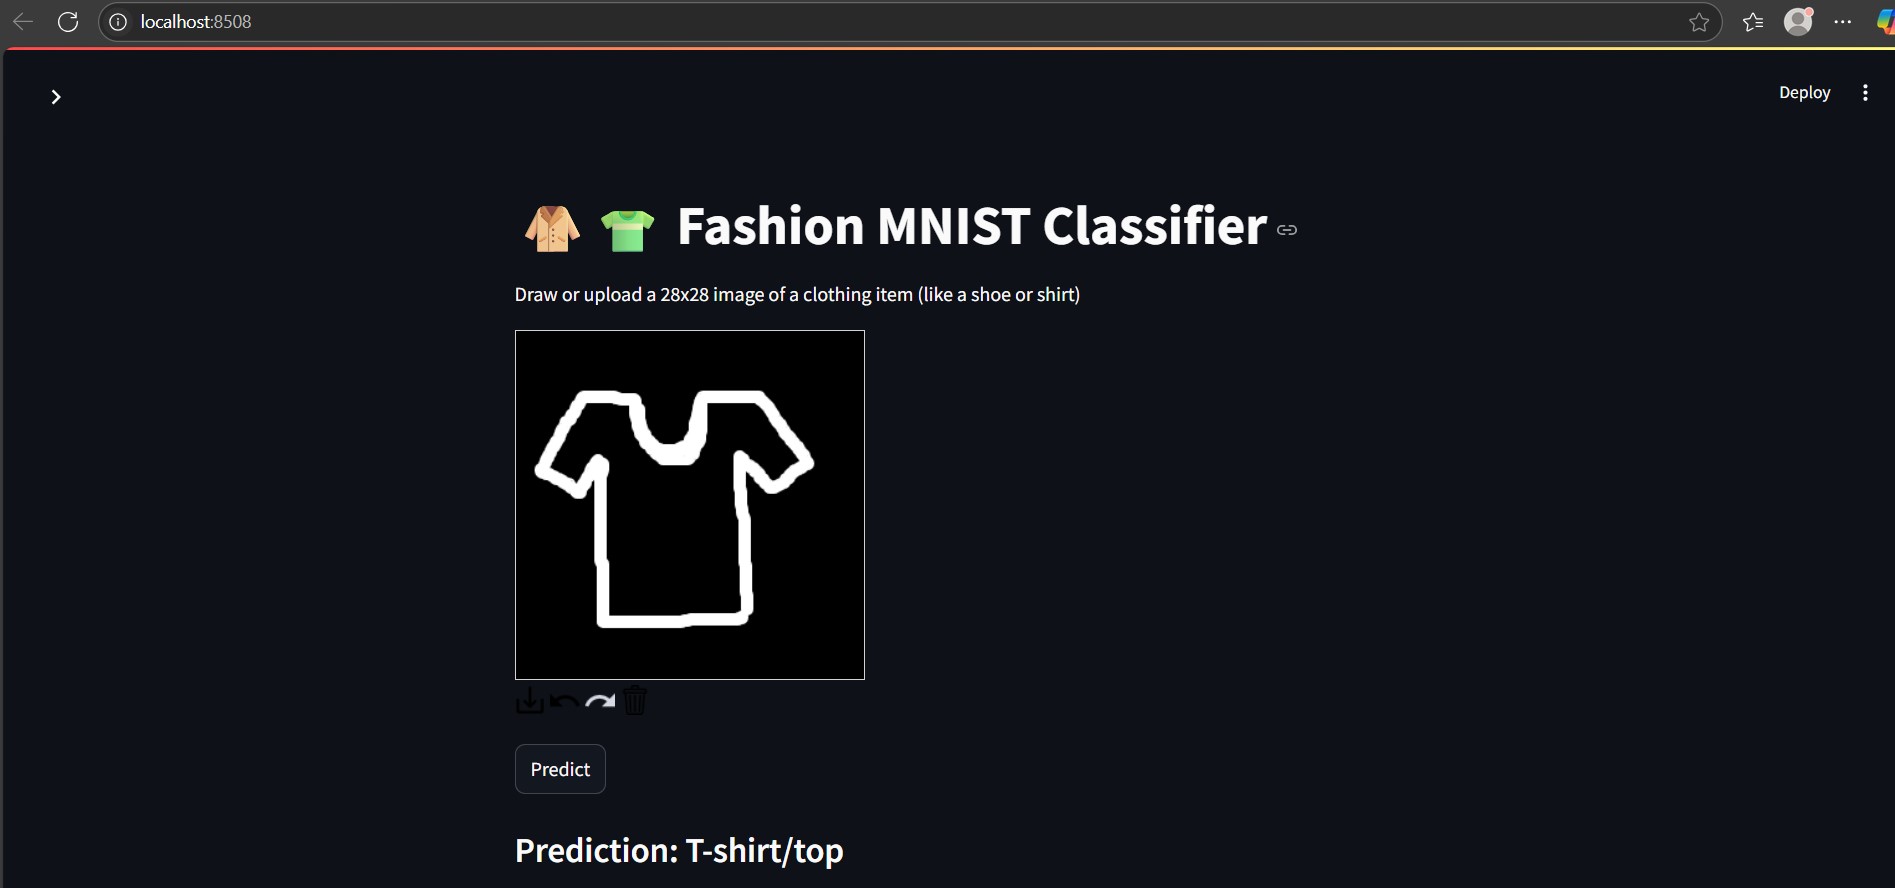 localhost:8508
Deploy
Fashion MNIST Classifier
Draw or upload a 28x28 image of a clothing item (like a shoe or shirt)
Predict
Prediction: T-shirt/top